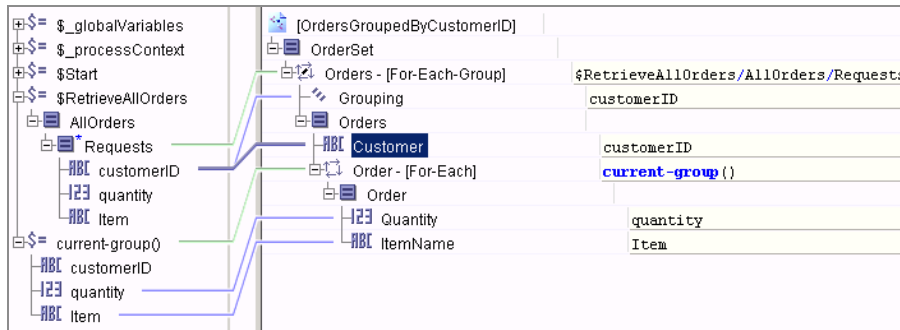 $_globalVariables
$_processContext
$Start
$RetrieveAllOrders
AllOrders
Requests
customerID
quantity
Item
current-group()
customerID
quantity
Item
[OrdersGroupedByCustomerID]
OrderSet
Orders - [For-Each-Group] $RetrieveAllOrders/AllOrders/Requests
Grouping customerID
Orders
Customer customerID
Order - [For-Each] current-group()
Order
Quantity quantity
ItemName Item